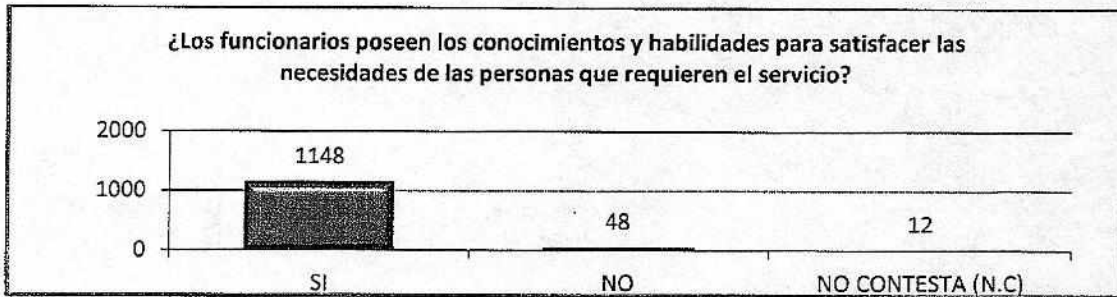 ¿Los funcionarios poseen los conocimientos y habilidades para satisfacer las
necesidades de las personas que requieren el servicio?
2000
1148
1000
48
12
0
SI
NO
NO CONTESTA (N.C)